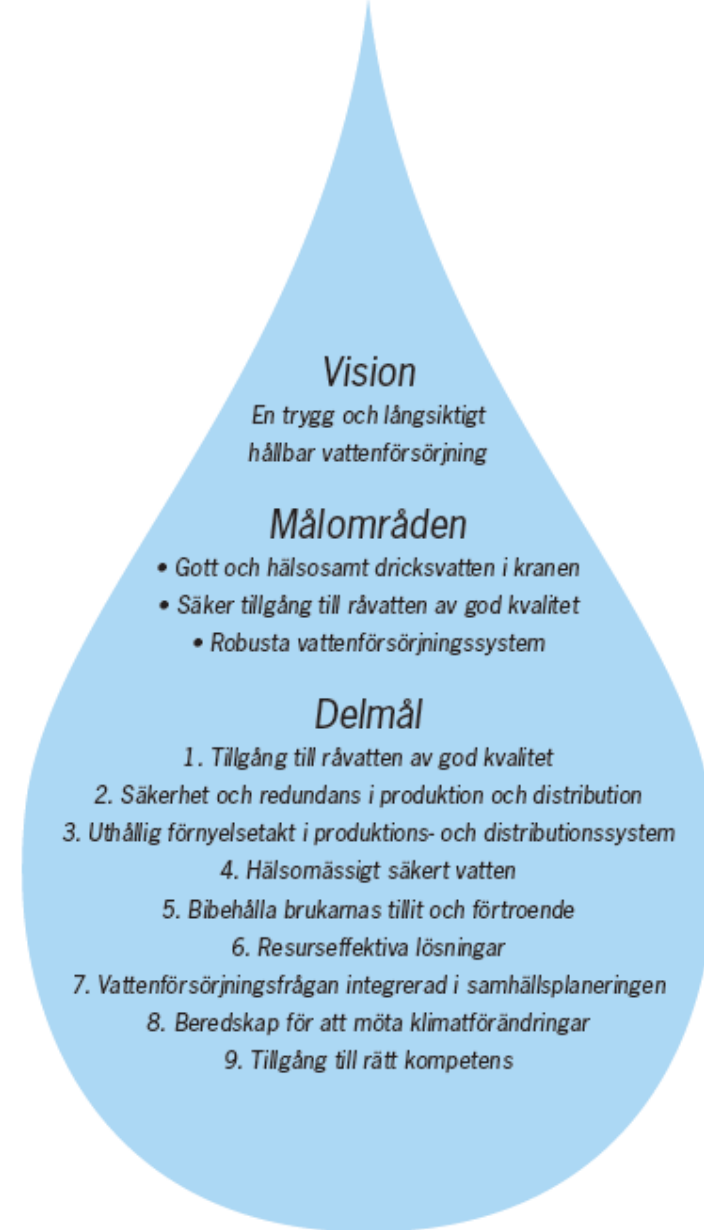 Vision
En trygg och långsiktigt
hållbar vattenförsörjning
Målområden
• Gott och hälsosamt dricksvatten i kranen
• Säker tillgång till råvatten av god kvalitet
• Robusta vattenförsörjningssystem
Delmål
1. Tillgång till råvatten av god kvalitet
2. Säkerhet och redundans i produktion och distribution
3. Uthållig förnyelsetakt i produktions- och distributionssystem
4. Hälsomässigt säkert vatten
5. Bibehålla brukarnas tillit och förtroende
6. Resurseffektiva lösningar
7. Vattenförsörjningsfrågan integrerad i samhällsplaneringen
8. Beredskap för att möta klimatförändringar
9. Tillgång till rätt kompetens